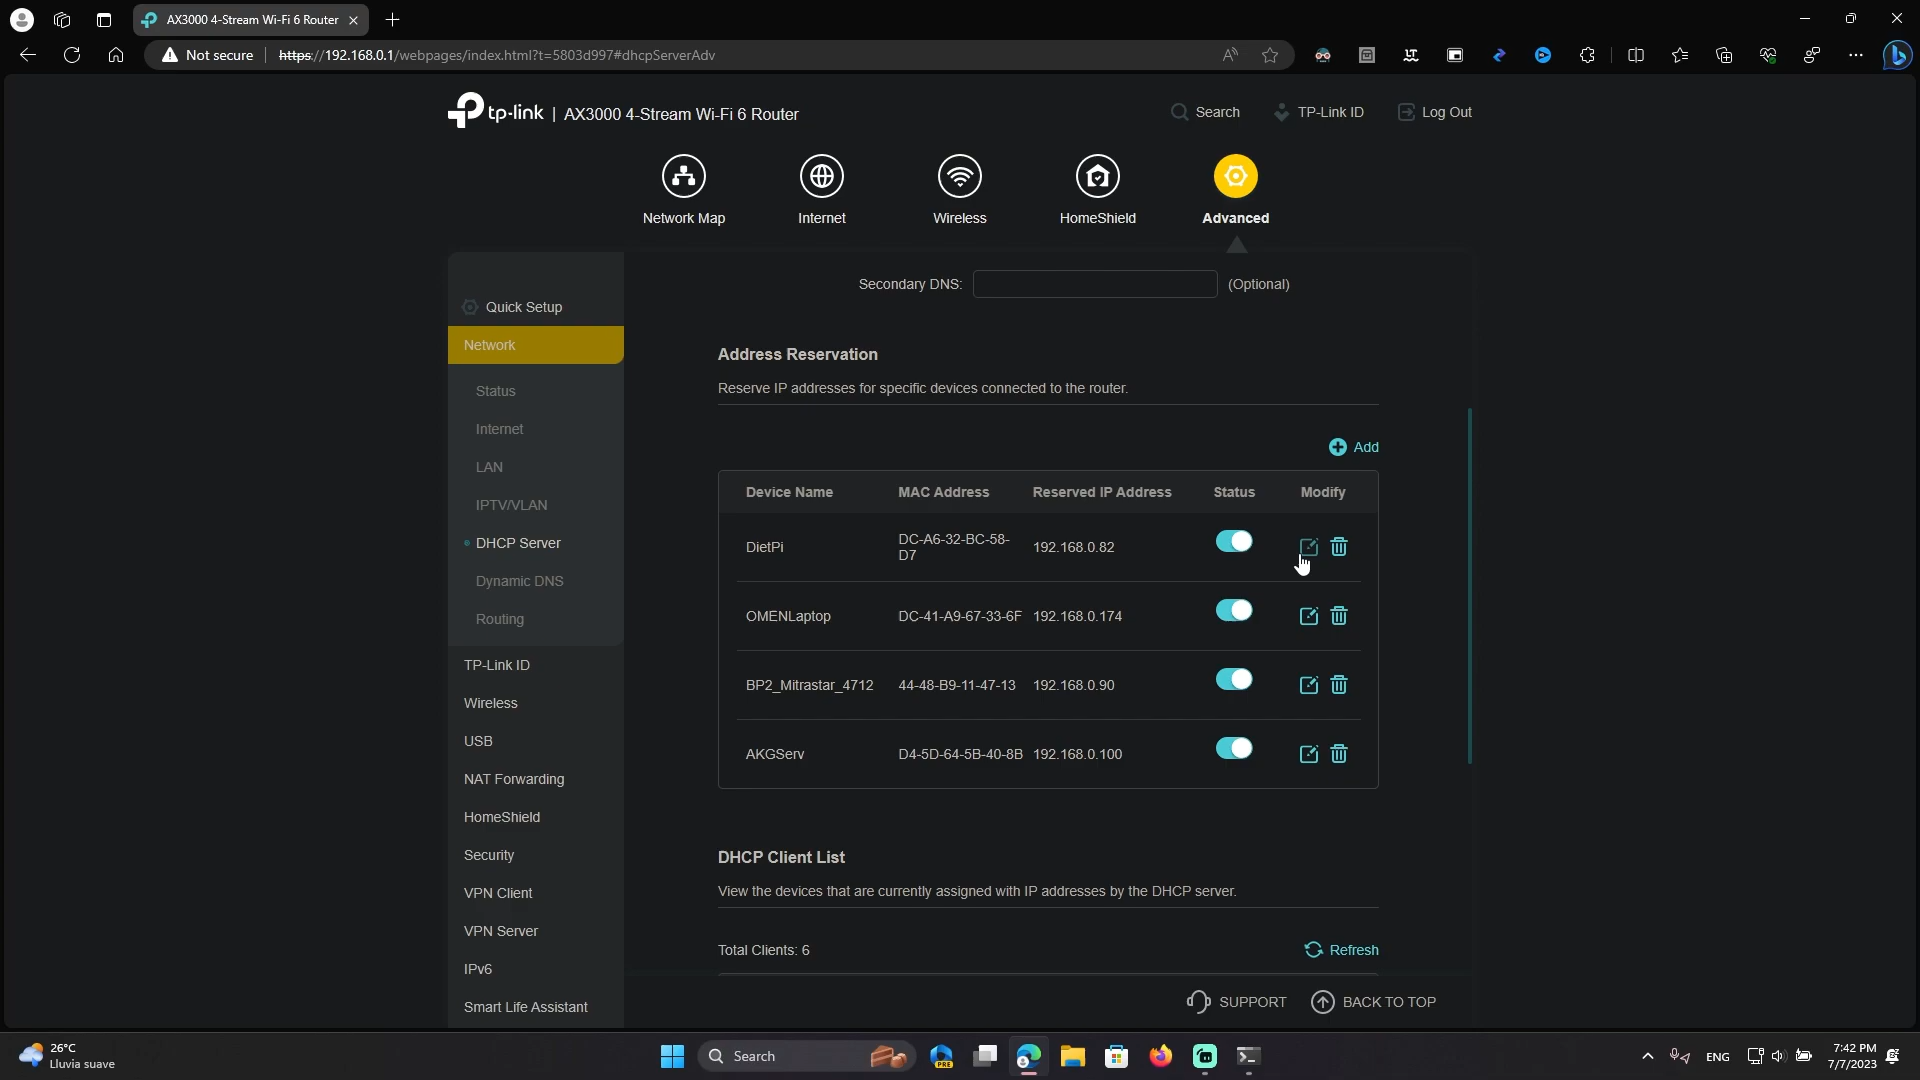 AX3000 4-Stream Wi-Fi 6 Router
Not secure
https://192.168.0.1/webpages/index.html?t=5803d997#dhcpServerAdv
tp-link | AX3000 4-Stream Wi-Fi 6 Router
Search
TP-Link ID
Log Out
Network Map
Internet
Wireless
HomeShield
Advanced
Quick Setup
Network
Status
Internet
LAN
IPTV/VLAN
DHCP Server
Dynamic DNS
Routing
TP-Link ID
Wireless
USB
NAT Forwarding
HomeShield
Security
VPN Client
VPN Server
IPv6
Smart Life Assistant
Secondary DNS:
(Optional)
Address Reservation
Reserve IP addresses for specific devices connected to the router.
Add
Device Name MAC Address Reserved IP Address Status Modify
DietPi DC-A6-32-BC-58-
D7 192.168.0.82
OMENLaptop DC-41-A9-67-33-6F 192.168.0.174
BP2_Mitrastar_4712 44-48-B9-11-47-13 192.168.0.90
AKGServ D4-5D-64-5B-40-8B 192.168.0.100
DHCP Client List
View the devices that are currently assigned with IP addresses by the DHCP server.
Total Clients: 6
Refresh
SUPPORT
BACK TO TOP
26°C
Lluvia suave
Search
PRE
ENG
7:42 PM
7/7/2023